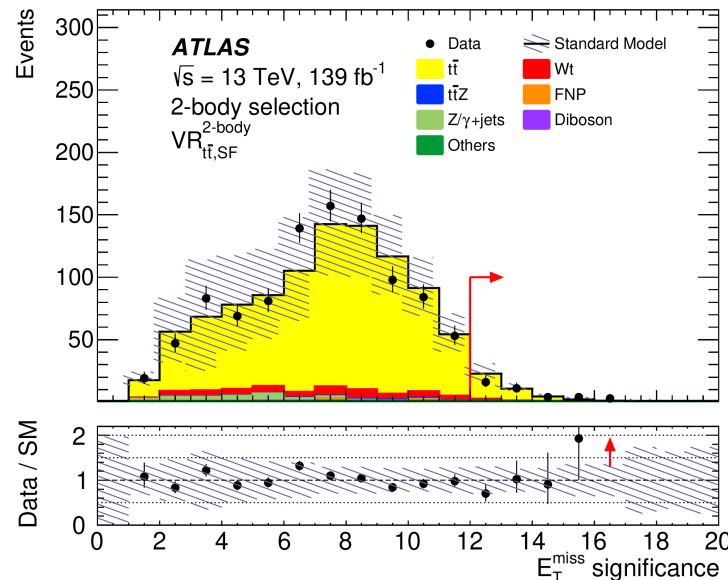 Events
300
250
200
150
100
50
ATLAS
√s = 13 TeV, 139 fb⁻¹
2-body selection
VR^{2-body}_{tt̄,SF}
Data
Standard Model
tt̄
Wt
tt̄Z
FNP
Z/γ+jets
Diboson
Others
Data / SM
2
1
0
0 2 4 6 8 10 12 14 16 18 20
E_T^{miss} significance